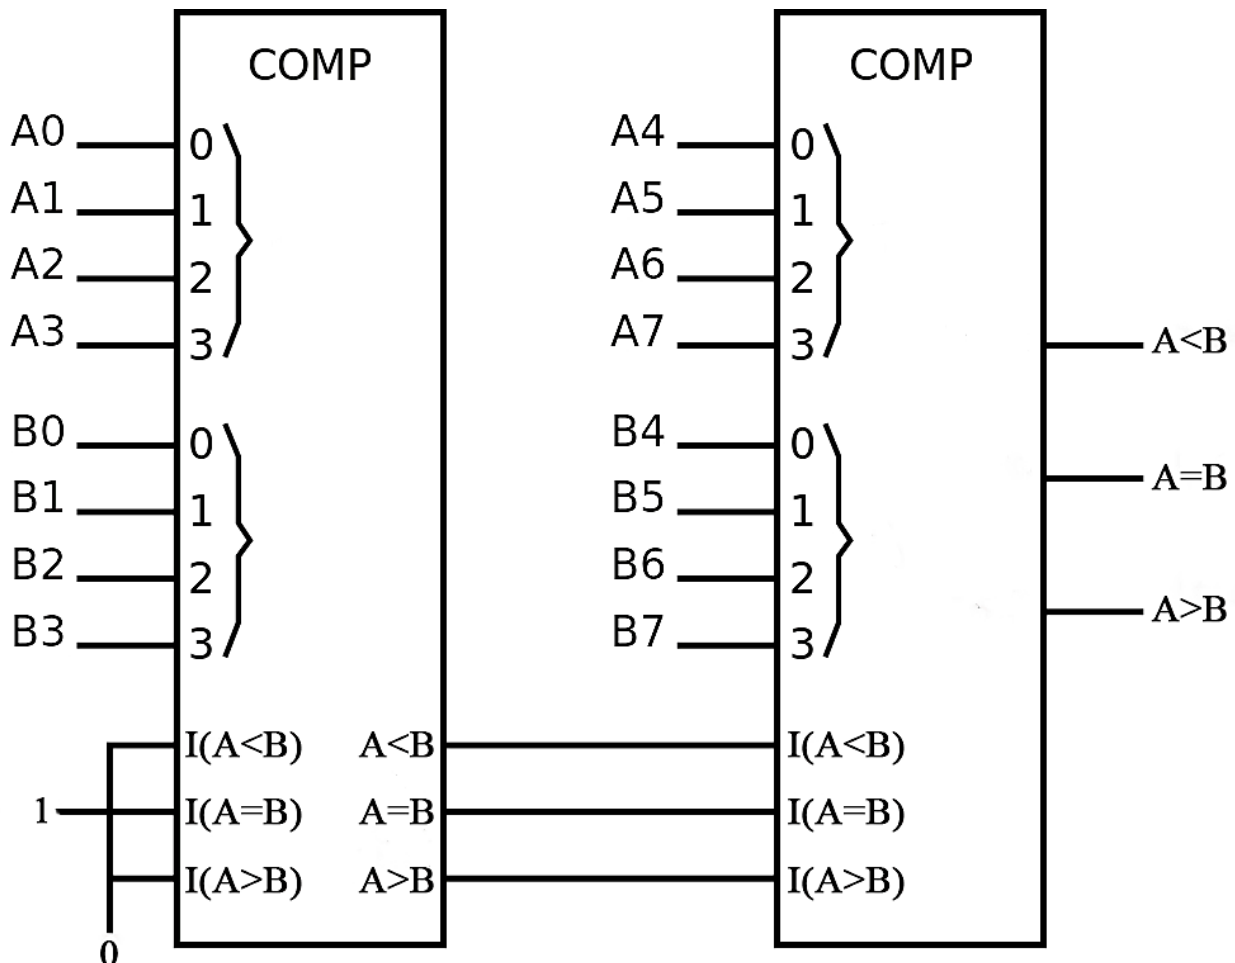 COMP
A0 0
A1 1
A2 2
A3 3
B0 0
B1 1
B2 2
B3 3
I(A<B) A<B
1 I(A=B) A=B
I(A>B) A>B
0
COMP
A4 0
A5 1
A6 2
A7 3
B4 0
B5 1
B6 2
B7 3
I(A<B)
I(A=B)
I(A>B)
A<B
A=B
A>B